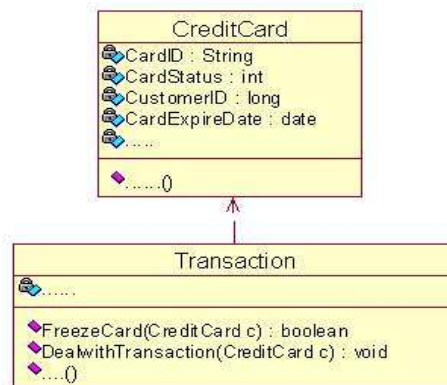 CreditCard
CardID : String
CardStatus : int
CustomerID : long
CardExpireDate : date
.....
......()
Transaction
......
FreezeCard(CreditCard c) : boolean
DealwithTransaction(CreditCard c) : void
....()